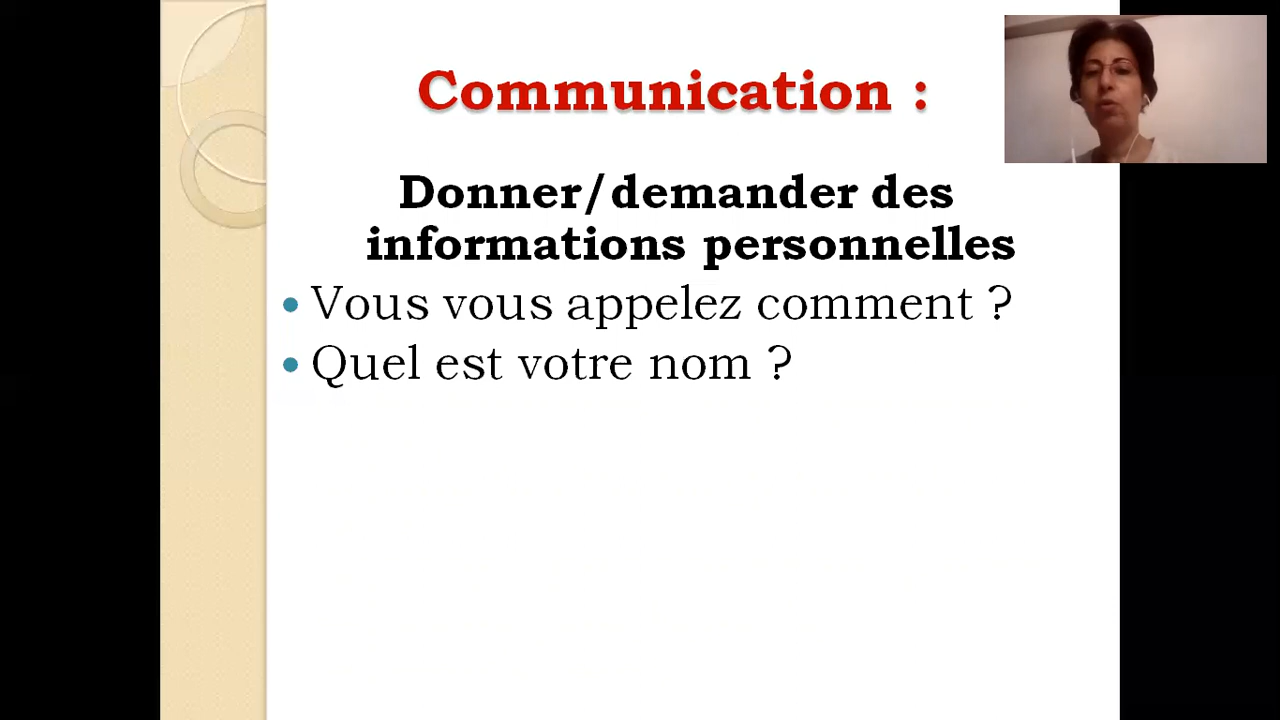 Communication :
Donner/demander des
informations personnelles
• Vous vous appelez comment ?
• Quel est votre nom ?